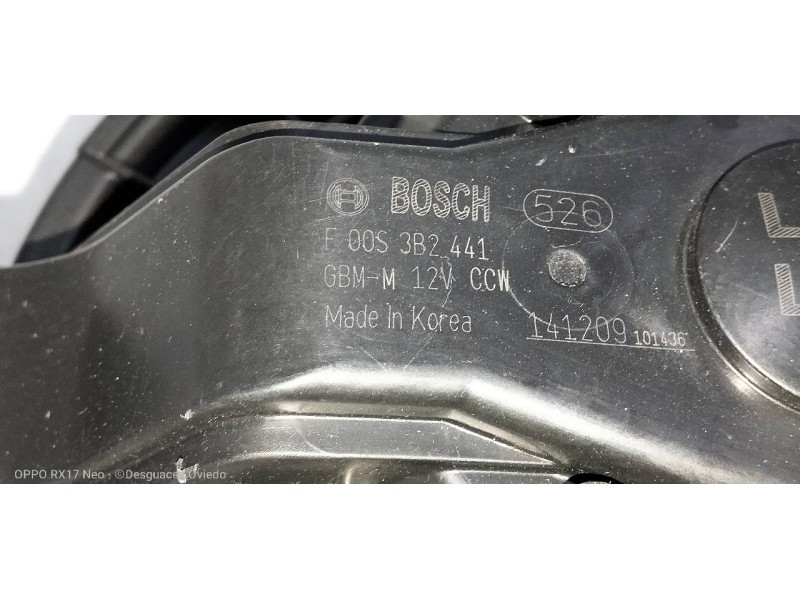 BOSCH 526
F 00S 3B2 441
GBM-M 12V CCW
Made In Korea 141209 101436
OPPO RX17 Neo · ©Desguaces Oviedo